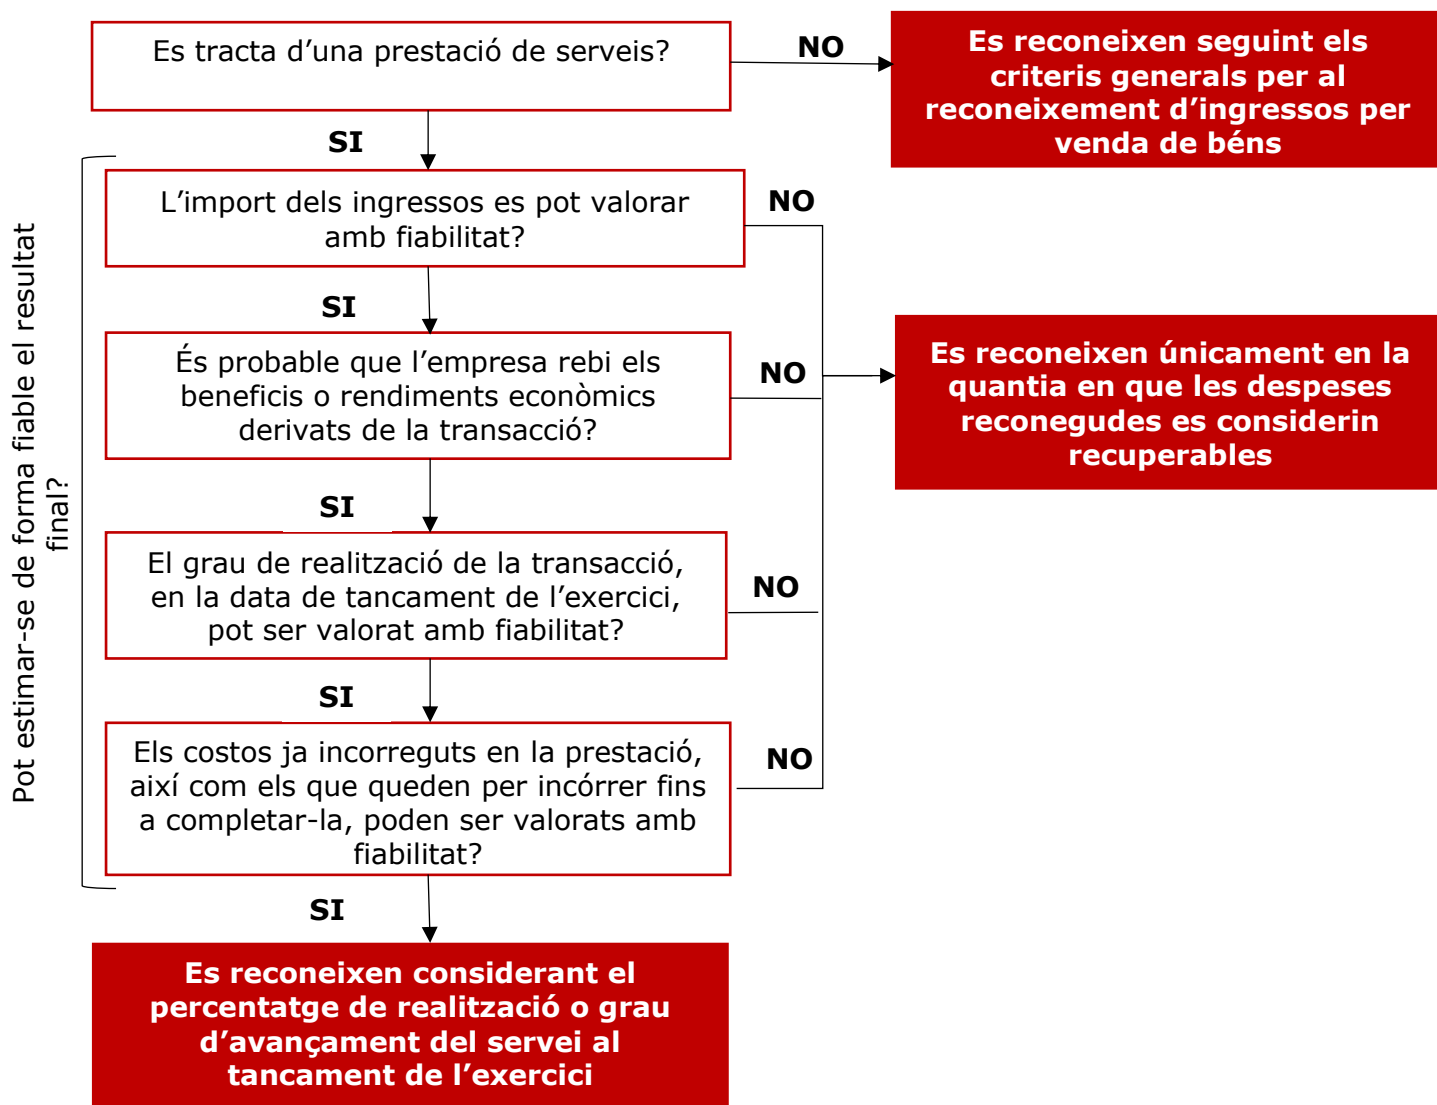 Es tracta d’una prestació de serveis?
NO
Es reconeixen seguint els
criteris generals per al
reconeixement d’ingressos per
venda de béns
SI
Pot estimar-se de forma fiable el resultat
final?
L’import dels ingressos es pot valorar
amb fiabilitat?
NO
SI
És probable que l’empresa rebi els
beneficis o rendiments econòmics
derivats de la transacció?
NO
Es reconeixen únicament en la
quantia en que les despeses
reconegudes es considerin
recuperables
SI
El grau de realització de la transacció,
en la data de tancament de l’exercici,
pot ser valorat amb fiabilitat?
NO
SI
Els costos ja incorreguts en la prestació,
així com els que queden per incórrer fins
a completar-la, poden ser valorats amb
fiabilitat?
NO
SI
Es reconeixen considerant el
percentatge de realització o grau
d’avançament del servei al
tancament de l’exercici